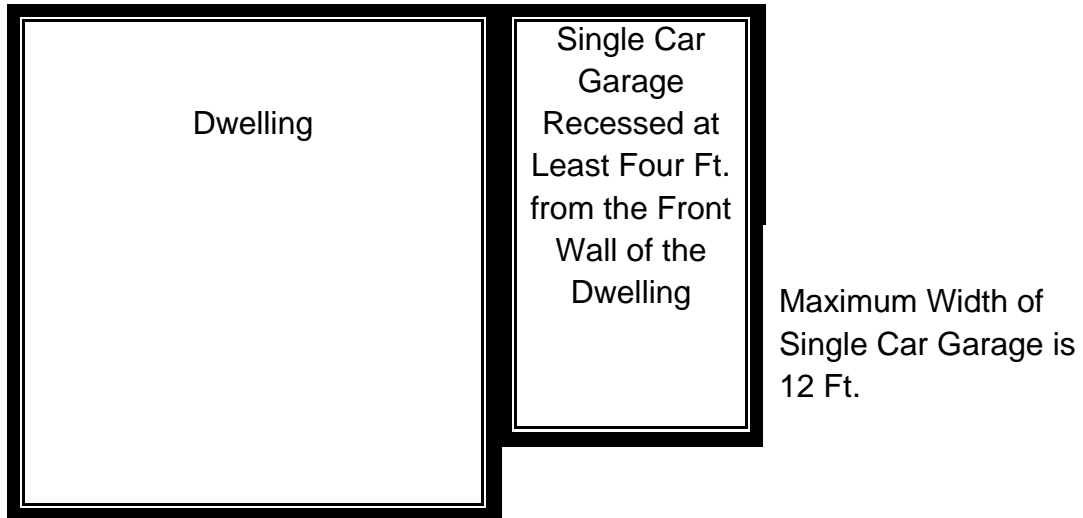 Dwelling
Single Car
Garage
Recessed at
Least Four Ft.
from the Front
Wall of the
Dwelling
Maximum Width of
Single Car Garage is
12 Ft.